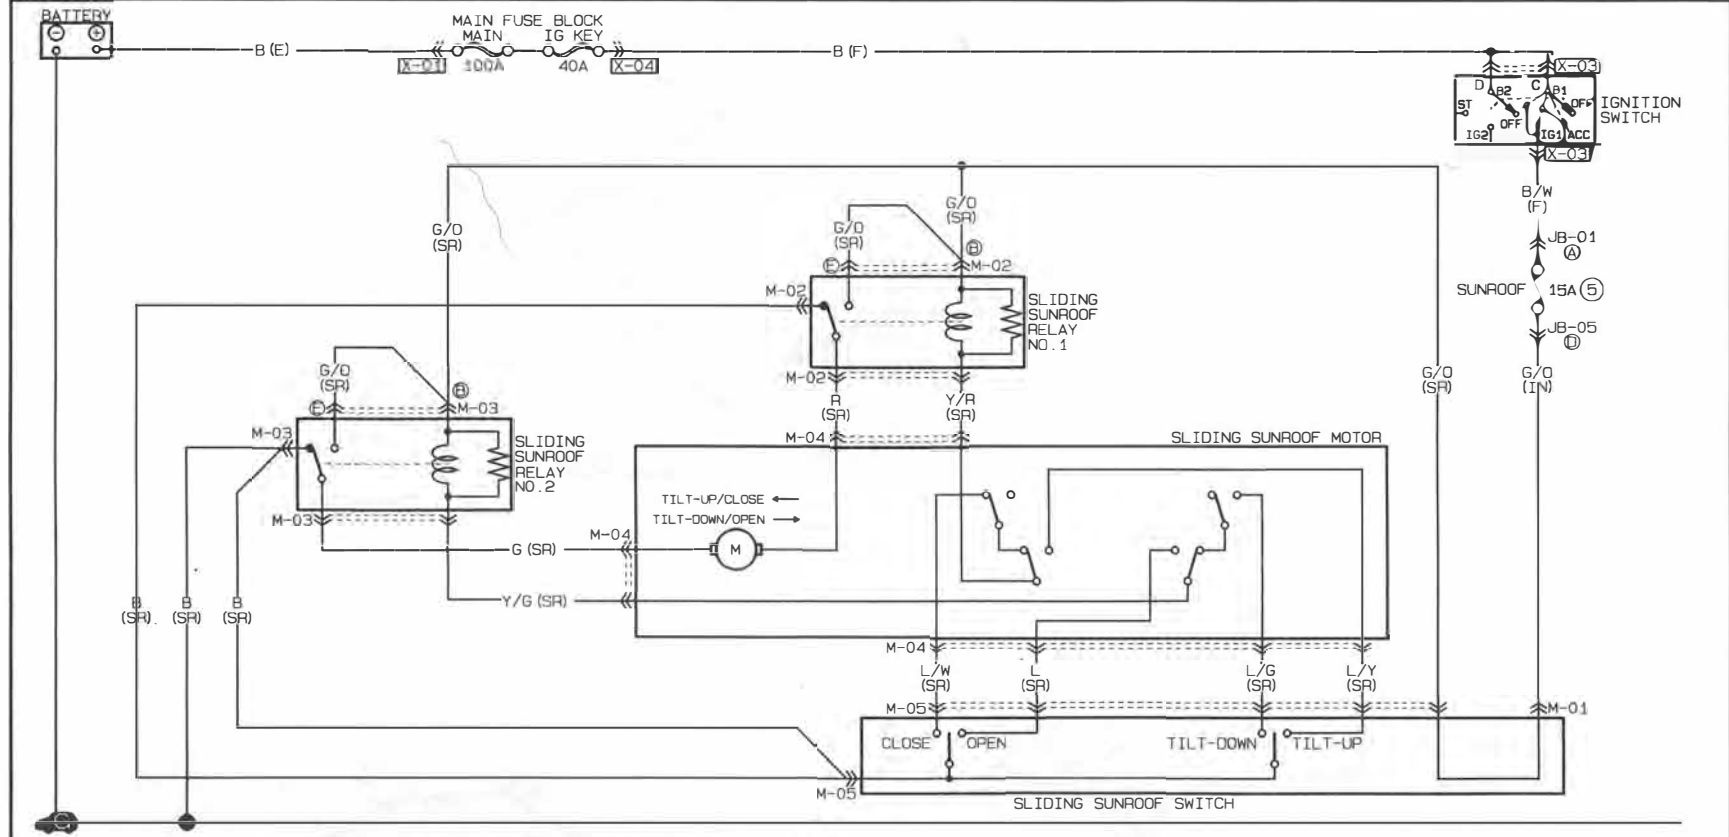 BATTERY
MAIN FUSE BLOCK
MAIN IG KEY
B (E)
X-01 100A 40A X-04
B (F)
X-03
D B2 C B1
ST OFF OFF
IG2 IG1 ACC
IGNITION
SWITCH
X-03
B/W
(F)
JB-01
A
SUNROOF 15A 5
JB-05
D
G/O
(IN)
G/O
(SR)
G/O
(SR)
G/O
(SR)
G/O
(SR)
E
B
M-02
M-02
SLIDING
SUNROOF
RELAY
NO.1
M-02
R
(SR)
Y/R
(SR)
G/O
(SR)
E
B
M-03
M-03
SLIDING
SUNROOF
RELAY
NO.2
M-03
M-04
SLIDING SUNROOF MOTOR
TILT-UP/CLOSE
TILT-DOWN/OPEN
M
M-04
G (SR)
Y/G (SR)
B
(SR)
B
(SR)
B
(SR)
M-04
L/W
(SR)
L
(SR)
L/G
(SR)
L/Y
(SR)
M-05
M-01
CLOSE OPEN TILT-DOWN TILT-UP
M-05
SLIDING SUNROOF SWITCH